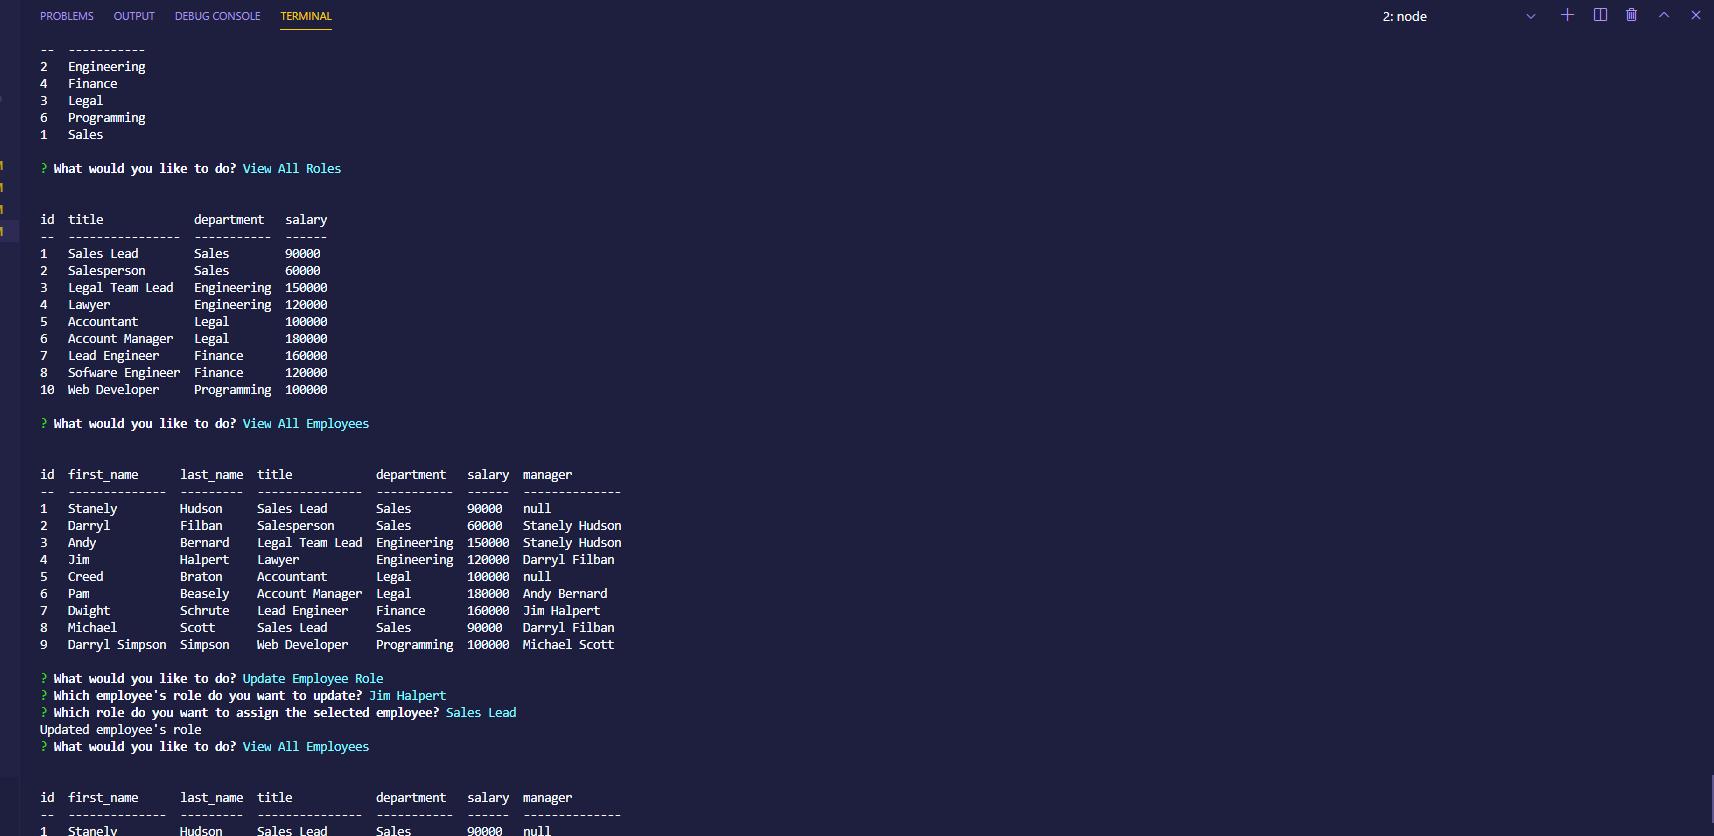 PROBLEMS OUTPUT DEBUG CONSOLE TERMINAL 2: node
-- -----------
2 Engineering
4 Finance
3 Legal
6 Programming
1 Sales
? What would you like to do? View All Roles
id title department salary
-- ---------------- ----------- ------
1 Sales Lead Sales 90000
2 Salesperson Sales 60000
3 Legal Team Lead Engineering 150000
4 Lawyer Engineering 120000
5 Accountant Legal 100000
6 Account Manager Legal 180000
7 Lead Engineer Finance 160000
8 Sofware Engineer Finance 120000
10 Web Developer Programming 100000
? What would you like to do? View All Employees
id first_name last_name title department salary manager
-- -------------- --------- --------------- ----------- ------ --------------
1 Stanely Hudson Sales Lead Sales 90000 null
2 Darryl Filban Salesperson Sales 60000 Stanely Hudson
3 Andy Bernard Legal Team Lead Engineering 150000 Stanely Hudson
4 Jim Halpert Lawyer Engineering 120000 Darryl Filban
5 Creed Braton Accountant Legal 100000 null
6 Pam Beasely Account Manager Legal 180000 Andy Bernard
7 Dwight Schrute Lead Engineer Finance 160000 Jim Halpert
8 Michael Scott Sales Lead Sales 90000 Darryl Filban
9 Darryl Simpson Simpson Web Developer Programming 100000 Michael Scott
? What would you like to do? Update Employee Role
? Which employee's role do you want to update? Jim Halpert
? Which role do you want to assign the selected employee? Sales Lead
Updated employee's role
? What would you like to do? View All Employees
id first_name last_name title department salary manager
-- -------------- --------- --------------- ----------- ------ --------------
1 Stanely Hudson Sales Lead Sales 90000 null